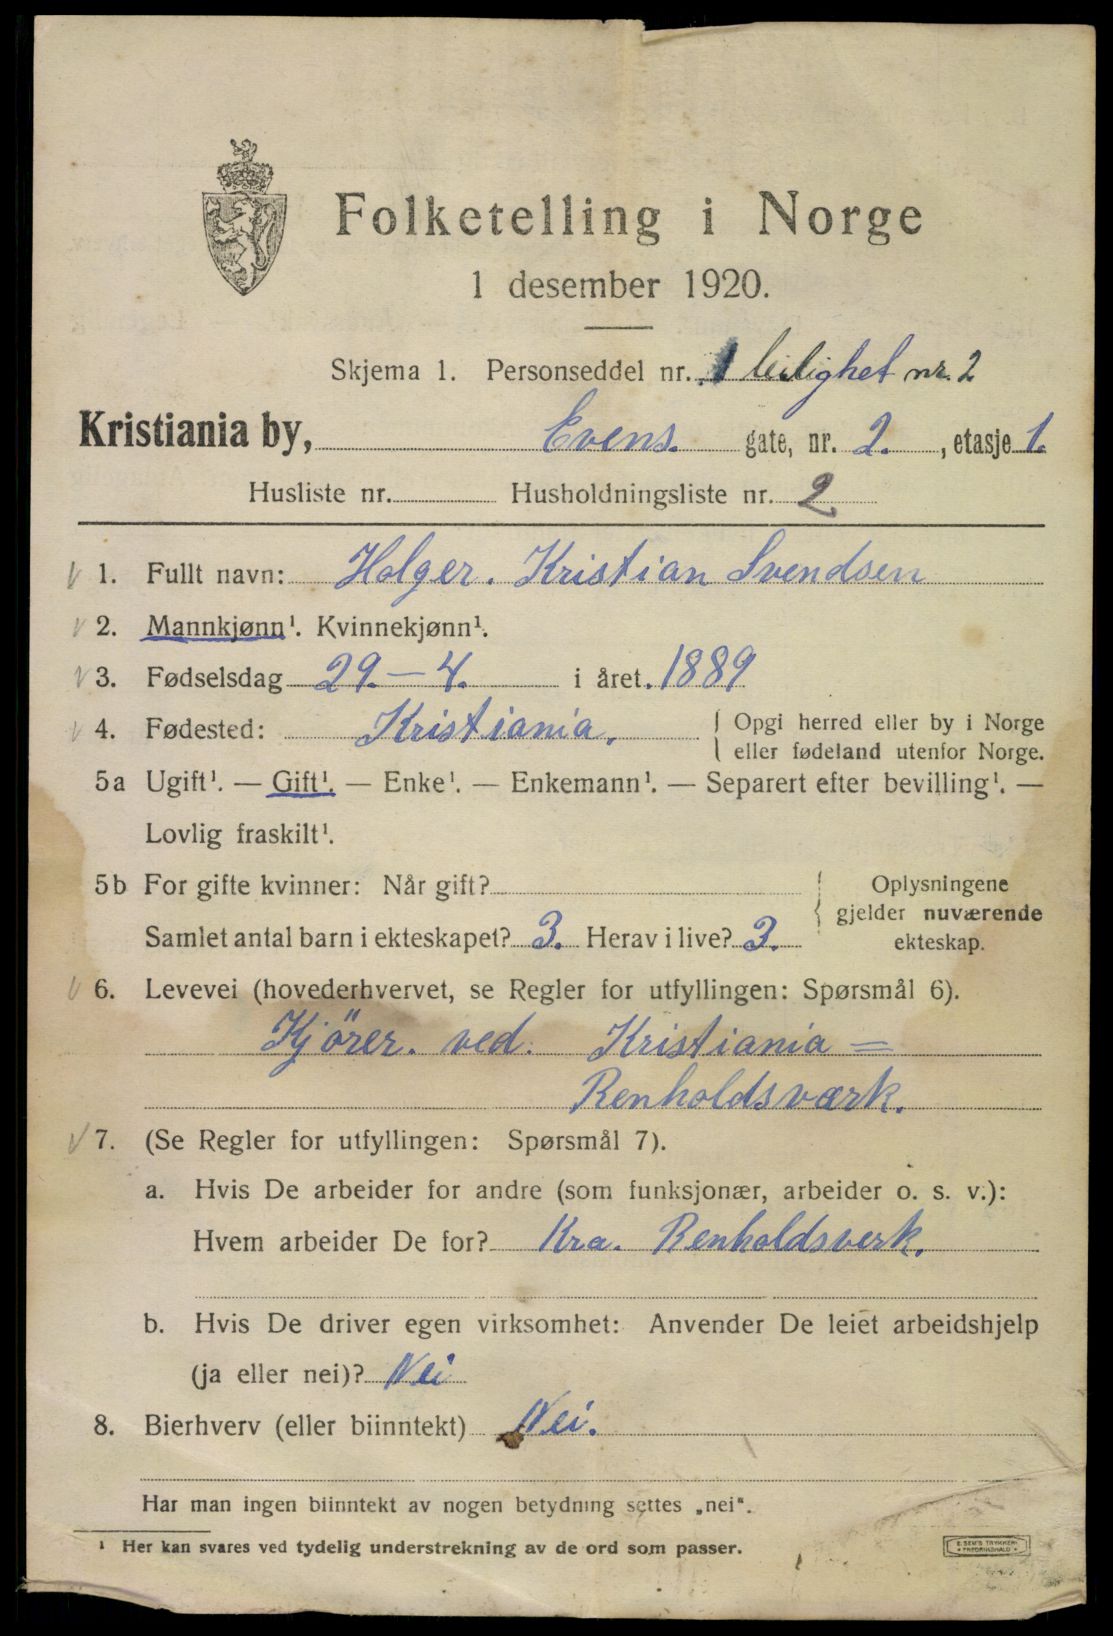 Folketelling i Norge
1 desember 1920.
Skjema 1. Personseddel nr. 1 leilighet nr. 2
Kristiania by, Evens. gate, nr. 2., etasje 1.
Husliste nr. Husholdningsliste nr. 2
1. Fullt navn: Holger. Kristian Svendsen
2. Mannkjønn¹. Kvinnekjønn¹.
3. Fødselsdag 29.-4. i året. 1889
4. Fødested: Kristiania. Opgi herred eller by i Norge
eller fødeland utenfor Norge.
5a Ugift¹. — Gift¹. — Enke¹. — Enkemann¹. — Separert efter bevilling¹. —
Lovlig fraskilt¹.
5b For gifte kvinner: Når gift? Oplysningene
gjelder nuværende
Samlet antal barn i ekteskapet? 3. Herav i live? 3. ekteskap.
6. Levevei (hovederhvervet, se Regler for utfyllingen: Spørsmål 6).
Kjörer. ved. Kristiania =
Renholdsværk.
7. (Se Regler for utfyllingen: Spørsmål 7).
a. Hvis De arbeider for andre (som funksjonær, arbeider o. s. v.):
Hvem arbeider De for? Kra. Renholdsverk.
b. Hvis De driver egen virksomhet: Anvender De leiet arbeidshjelp
(ja eller nei)? Nei
8. Bierhverv (eller biinntekt) Nei.
Har man ingen biinntekt av nogen betydning settes „nei“.
¹ Her kan svares ved tydelig understrekning av de ord som passer.
E. SEM'S TRYKKERI
FREDRIKSHALD